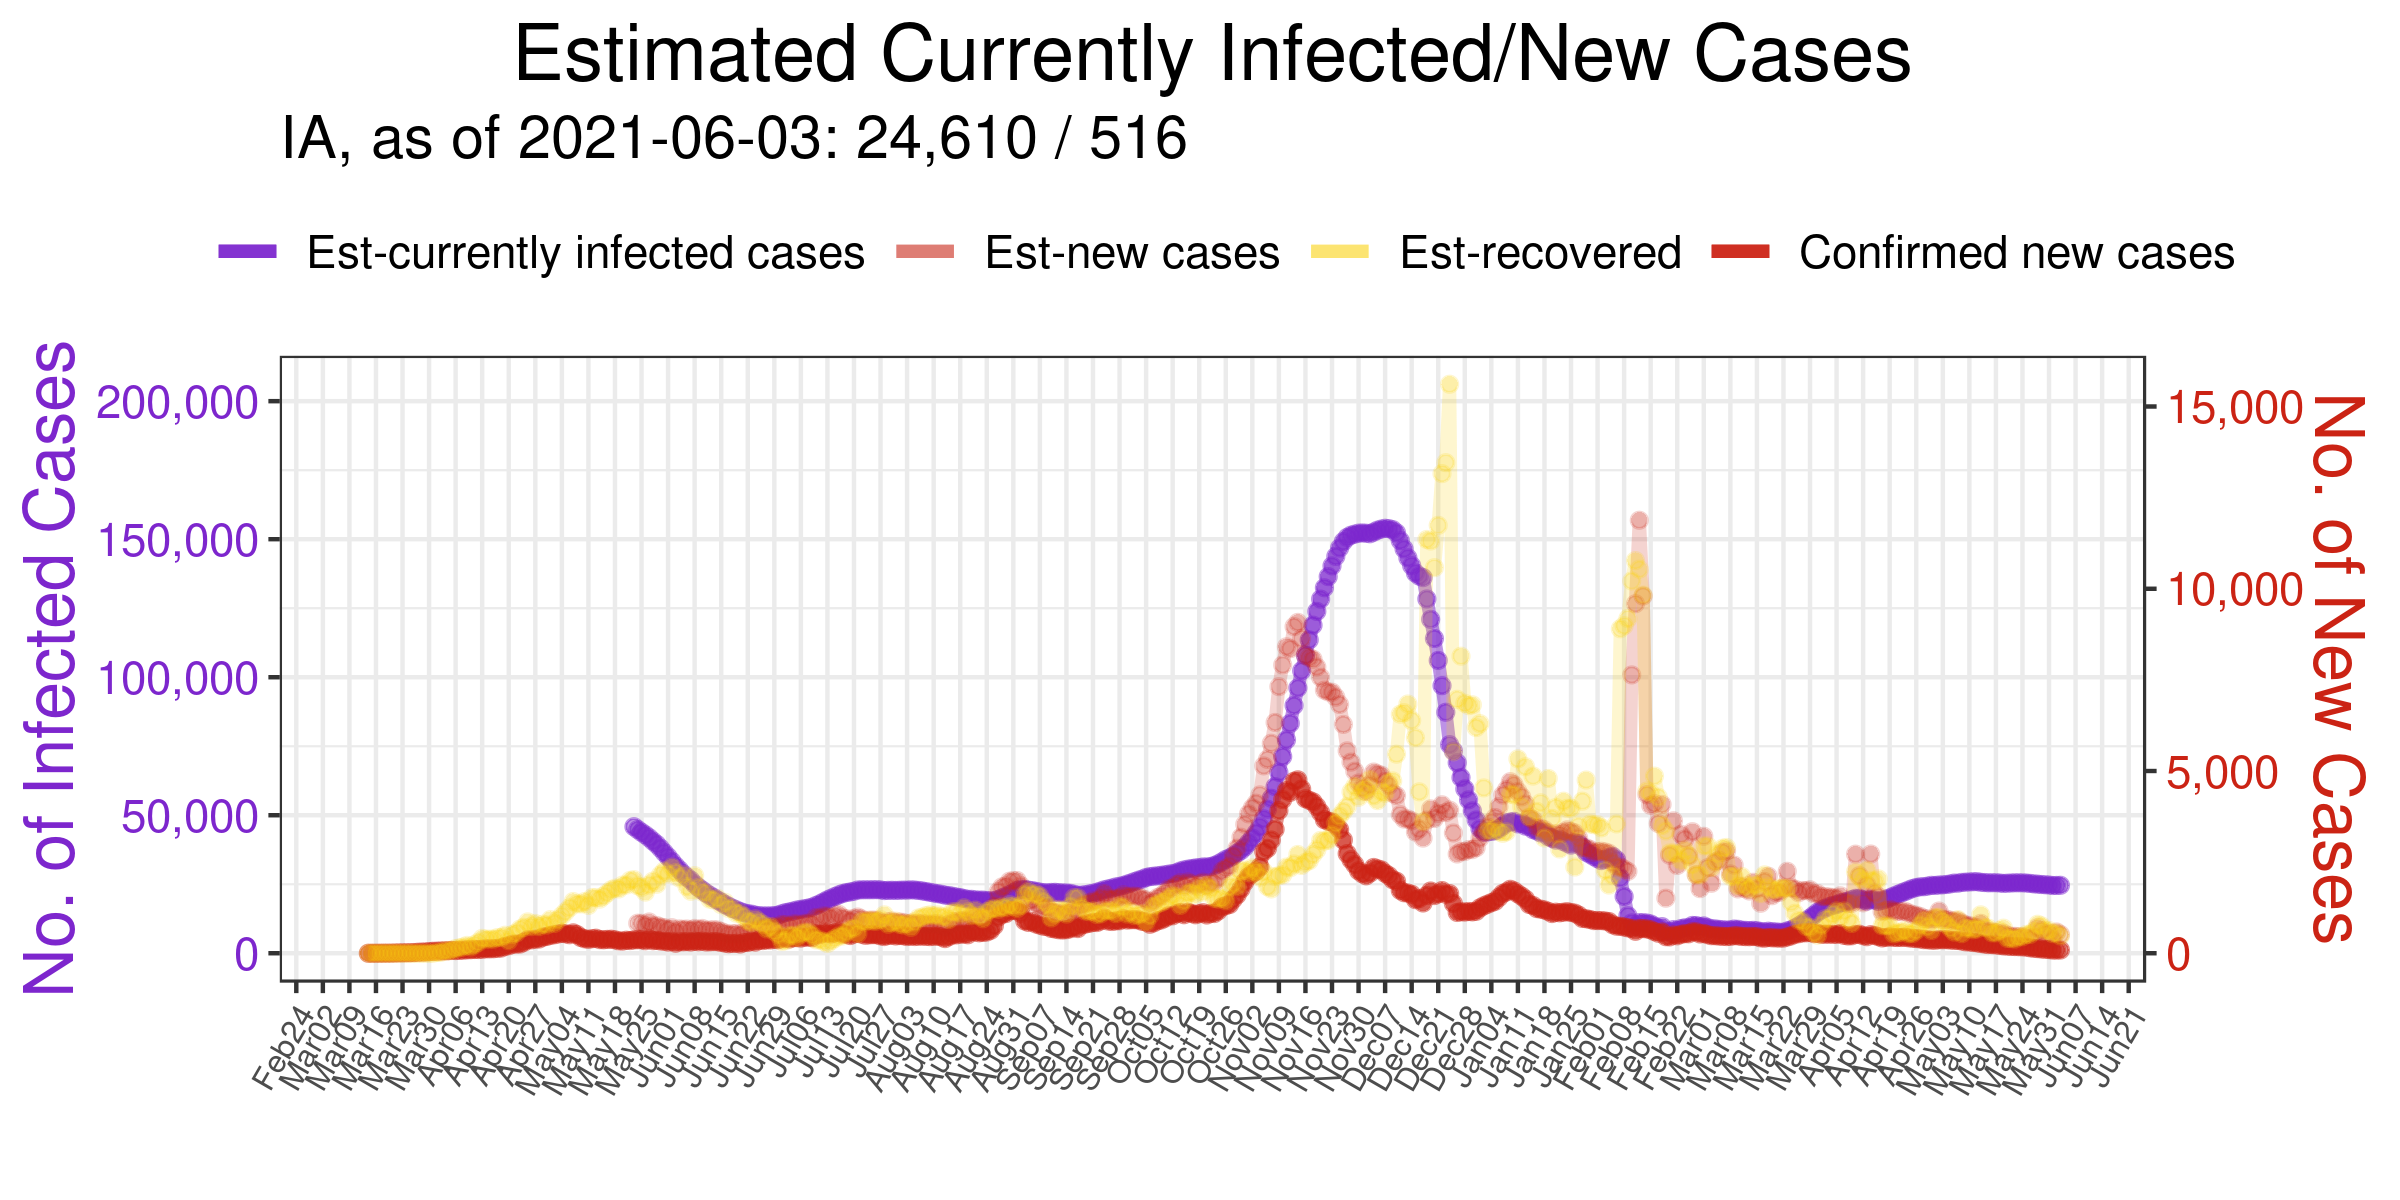 Estimated Currently Infected/New Cases
IA, as of 2021-06-03: 24,610 / 516
Est-currently infected cases Est-new cases Est-recovered Confirmed new cases
No. of Infected Cases
200,000
150,000
100,000
50,000
0
15,000
10,000
5,000
0
No. of New Cases
Feb24
Mar02
Mar09
Mar16
Mar23
Mar30
Apr06
Apr13
Apr20
Apr27
May04
May11
May18
May25
Jun01
Jun08
Jun15
Jun22
Jun29
Jul06
Jul13
Jul20
Jul27
Aug03
Aug10
Aug17
Aug24
Aug31
Sep07
Sep14
Sep21
Sep28
Oct05
Oct12
Oct19
Oct26
Nov02
Nov09
Nov16
Nov23
Nov30
Dec07
Dec14
Dec21
Dec28
Jan04
Jan11
Jan18
Jan25
Feb01
Feb08
Feb15
Feb22
Mar01
Mar08
Mar15
Mar22
Mar29
Apr05
Apr12
Apr19
Apr26
May03
May10
May17
May24
May31
Jun07
Jun14
Jun21